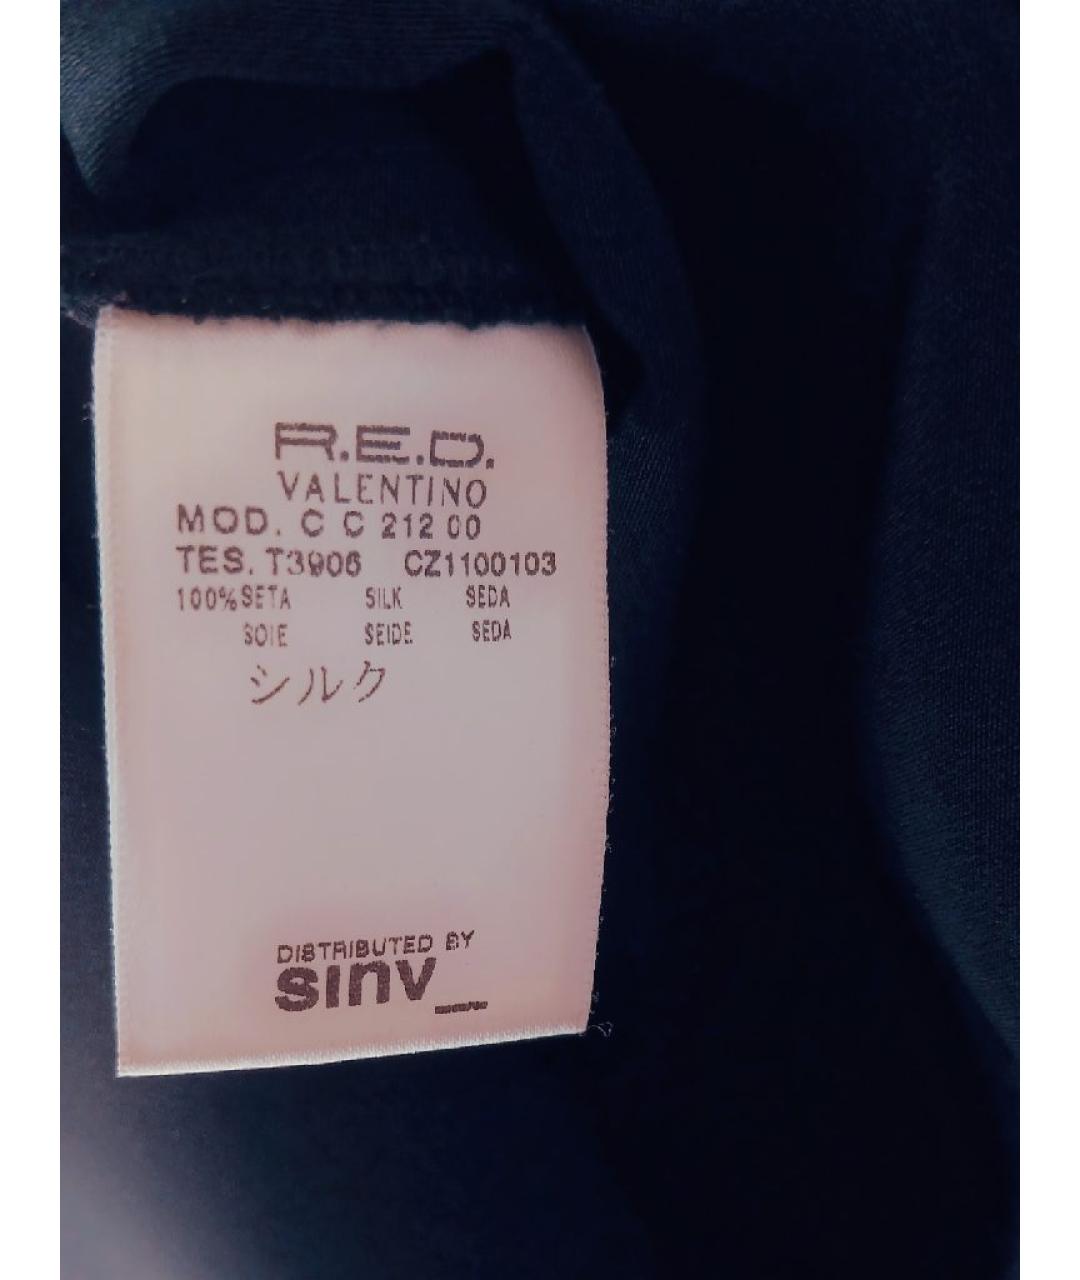 R.E.D.
VALENTINO
MOD. C C 212 00
TES. T3906 CZ1100103
100% SETA SILK SEDA
SOIE SEIDE SEDA
シルク
DISTRIBUTED BY
sinv_